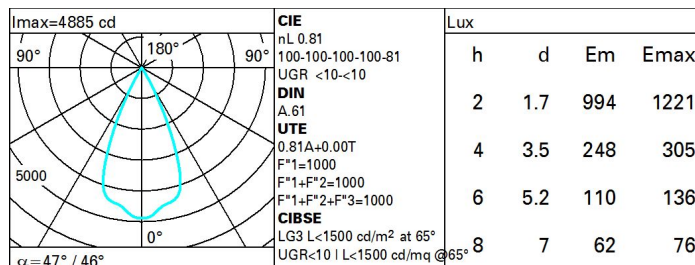 Imax=4885 cd
90° 180° 90°
5000
0°
α=47° / 46°
CIE
nL 0.81
100-100-100-100-81
UGR <10-<10
DIN
A.61
UTE
0.81A+0.00T
F"1=1000
F"1+F"2=1000
F"1+F"2+F"3=1000
CIBSE
LG3 L<1500 cd/m² at 65°
UGR<10 | L<1500 cd/mq @65°
Lux
h d Em Emax
2 1.7 994 1221
4 3.5 248 305
6 5.2 110 136
8 7 62 76